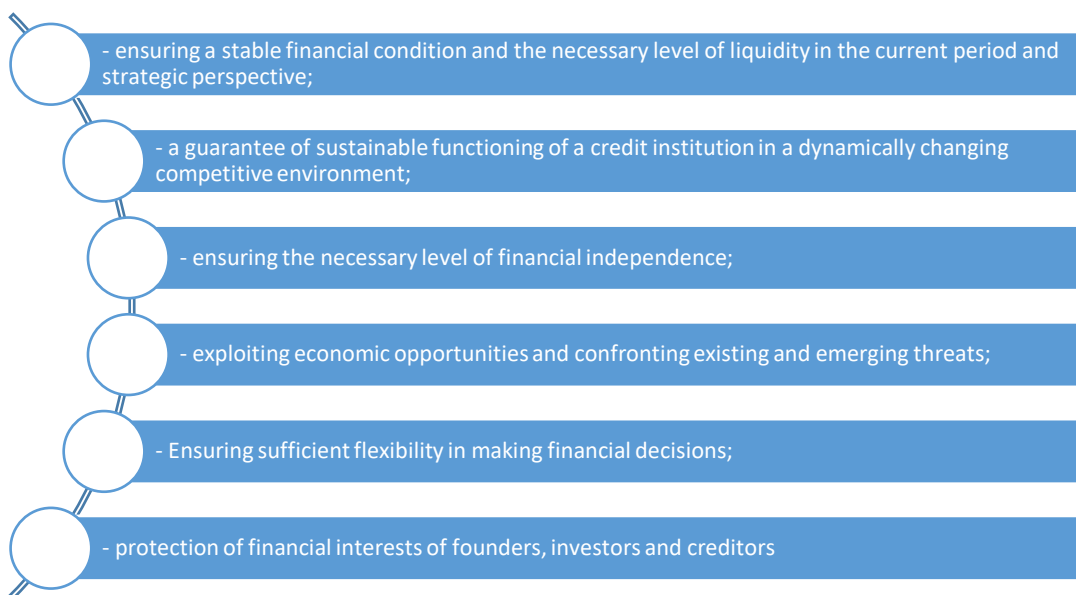 - ensuring a stable financial condition and the necessary level of liquidity in the current period and
strategic perspective;
- a guarantee of sustainable functioning of a credit institution in a dynamically changing
competitive environment;
- ensuring the necessary level of financial independence;
- exploiting economic opportunities and confronting existing and emerging threats;
- Ensuring sufficient flexibility in making financial decisions;
- protection of financial interests of founders, investors and creditors